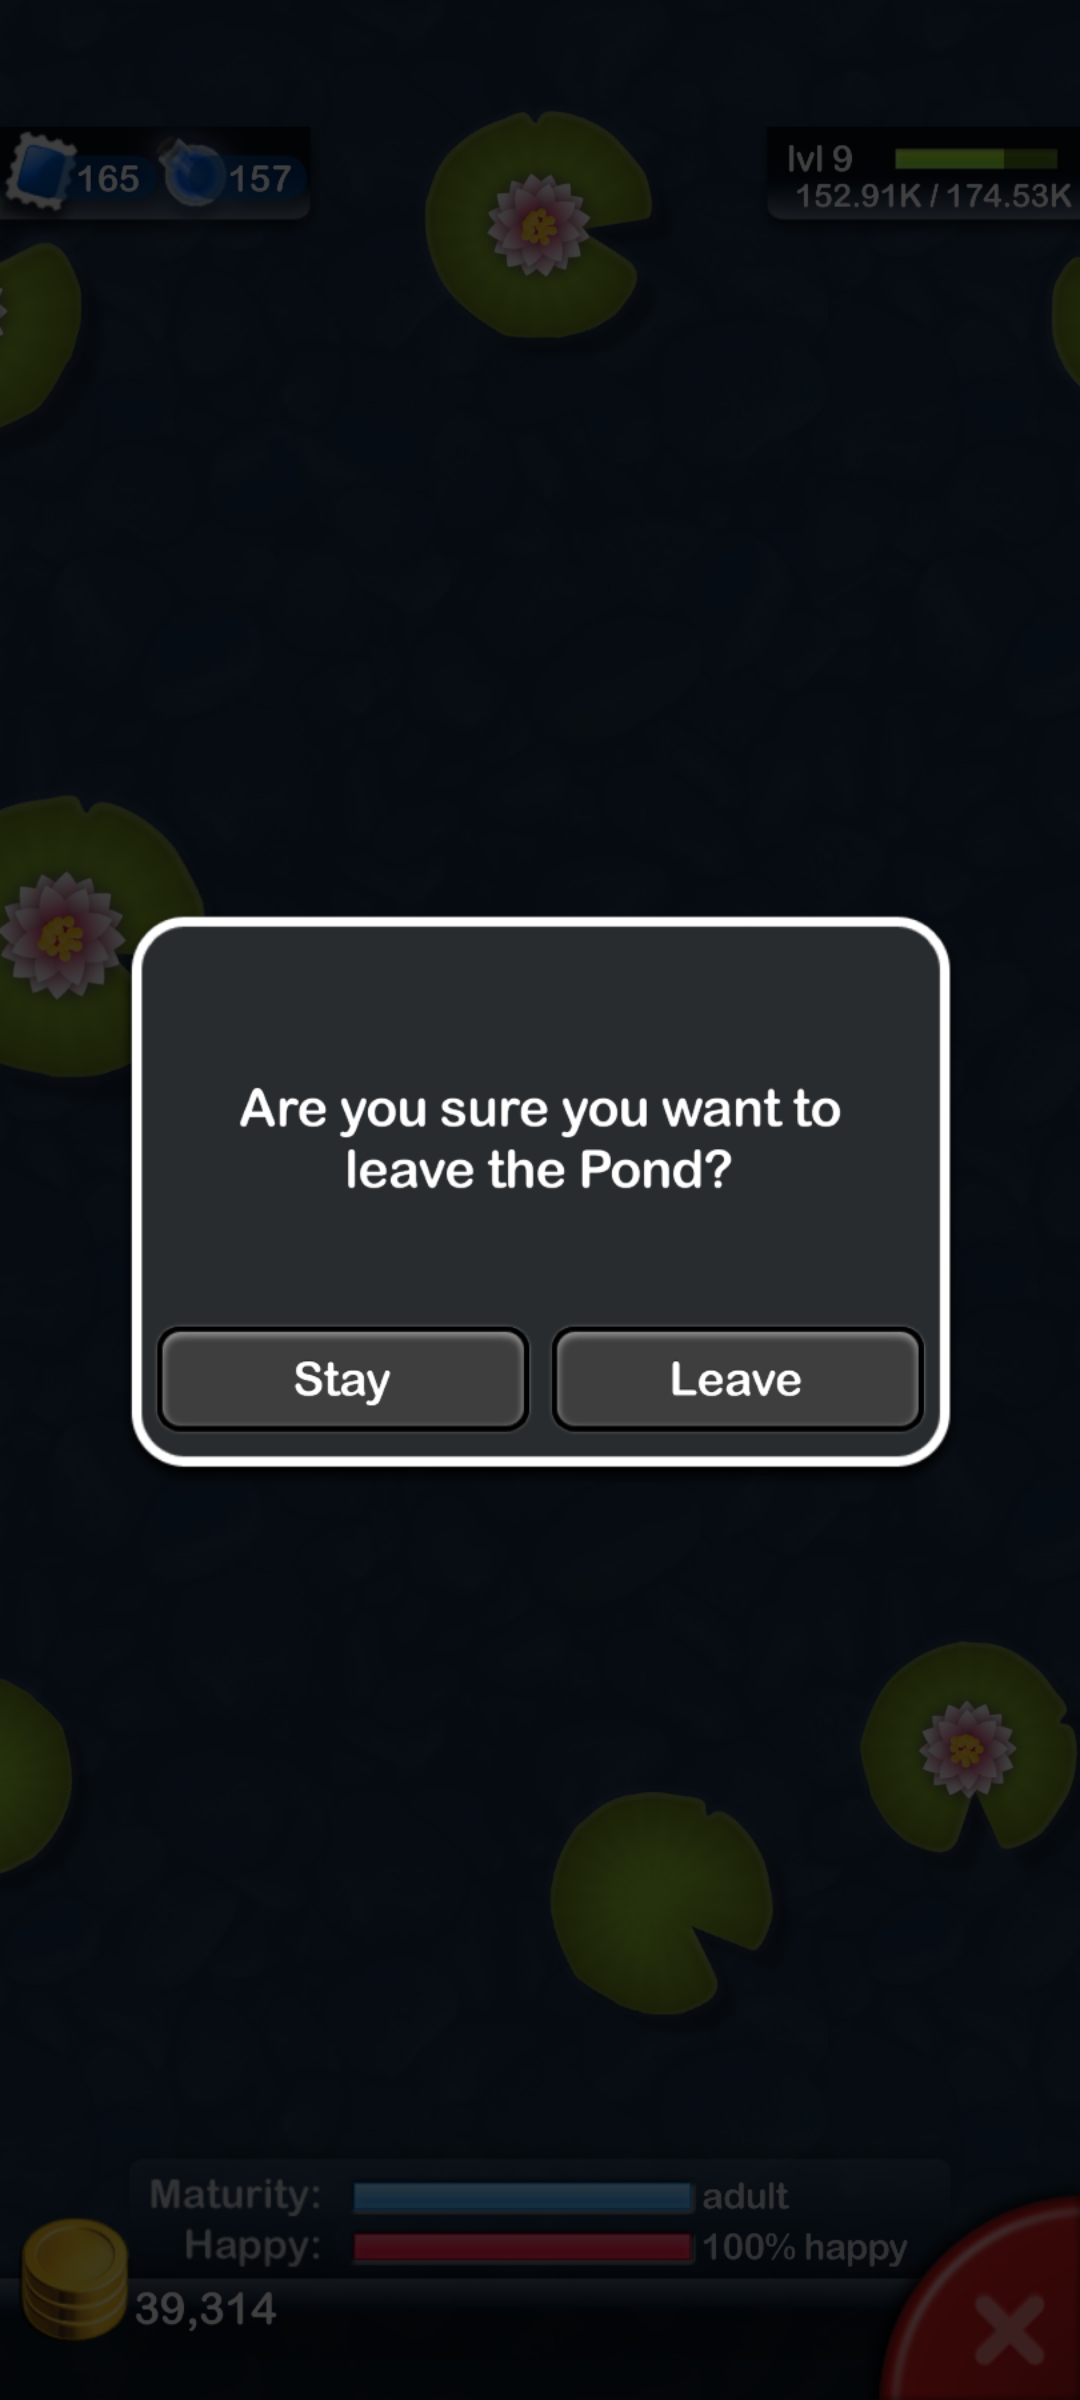 165 157
lvl 9
152.91K / 174.53K
Are you sure you want to
leave the Pond?
Stay Leave
Maturity: adult
Happy: 100% happy
39,314